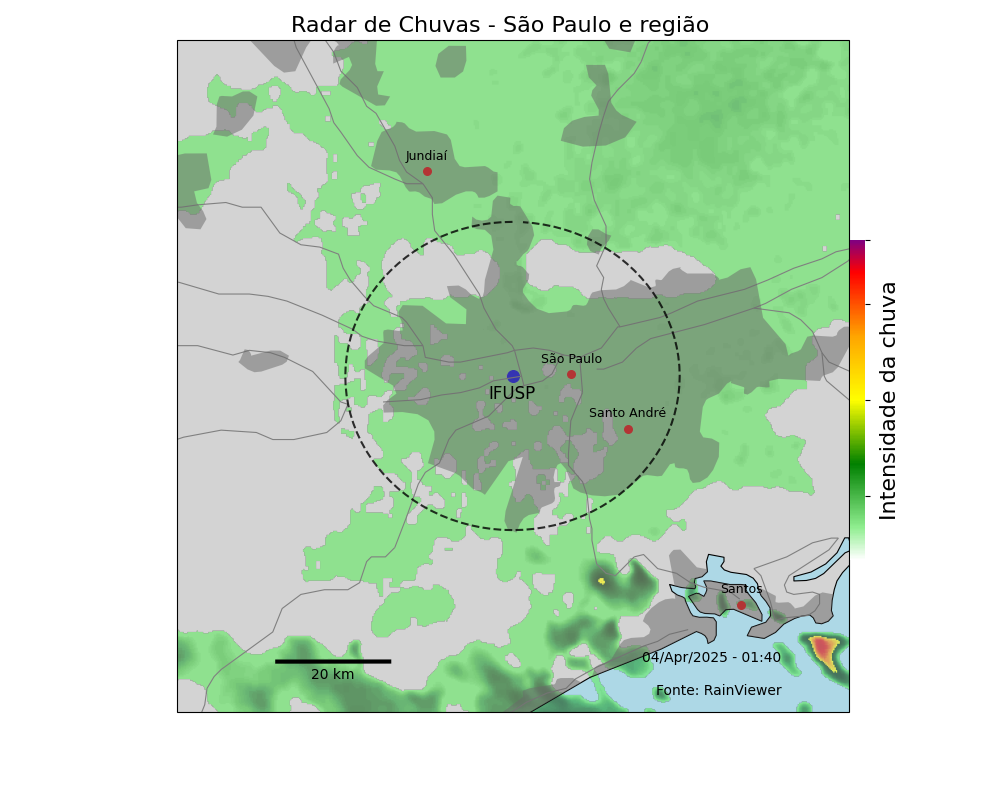 Radar de Chuvas - São Paulo e região
Jundiaí
São Paulo
IFUSP
Santo André
Intensidade da chuva
Santos
04/Apr/2025 - 01:40
20 km
Fonte: RainViewer